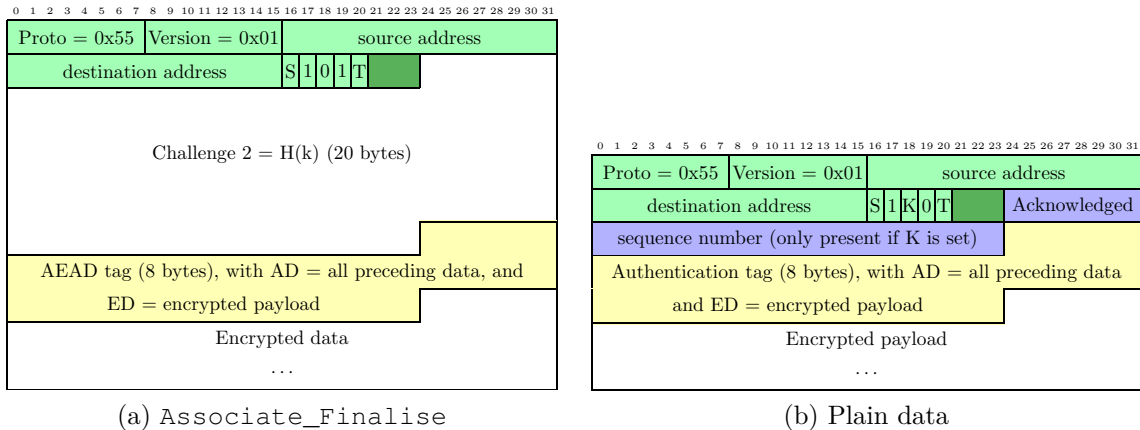 0 1 2 3 4 5 6 7 8 9 10 11 12 13 14 15 16 17 18 19 20 21 22 23 24 25 26 27 28 29 30 31
Proto = 0x55 Version = 0x01 source address
destination address S 1 0 1 T
Challenge 2 = H(k) (20 bytes)
AEAD tag (8 bytes), with AD = all preceding data, and
ED = encrypted payload
Encrypted data
...
(a) Associate_Finalise
0 1 2 3 4 5 6 7 8 9 10 11 12 13 14 15 16 17 18 19 20 21 22 23 24 25 26 27 28 29 30 31
Proto = 0x55 Version = 0x01 source address
destination address S 1 K 0 T Acknowledged
sequence number (only present if K is set)
Authentication tag (8 bytes), with AD = all preceding data
and ED = encrypted payload
Encrypted payload
...
(b) Plain data